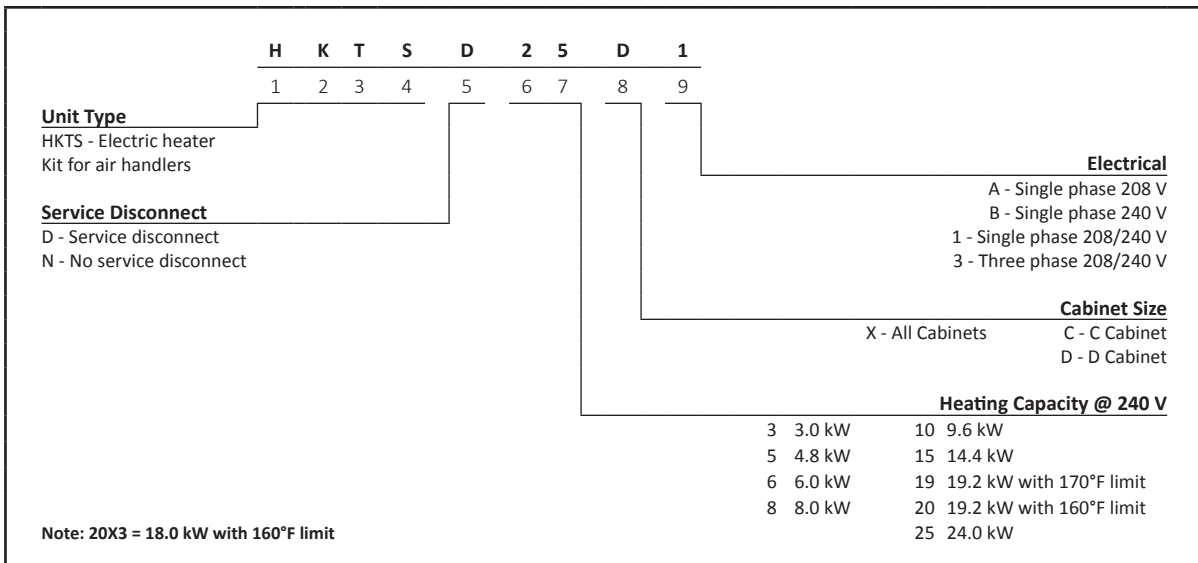 H K T S D 2 5 D 1
1 2 3 4 5 6 7 8 9
Unit Type
HKTS - Electric heater
Kit for air handlers
Service Disconnect
D - Service disconnect
N - No service disconnect
Electrical
A - Single phase 208 V
B - Single phase 240 V
1 - Single phase 208/240 V
3 - Three phase 208/240 V
Cabinet Size
X - All Cabinets C - C Cabinet
D - D Cabinet
Heating Capacity @ 240 V
3 3.0 kW 10 9.6 kW
5 4.8 kW 15 14.4 kW
6 6.0 kW 19 19.2 kW with 170°F limit
8 8.0 kW 20 19.2 kW with 160°F limit
25 24.0 kW
Note: 20X3 = 18.0 kW with 160°F limit